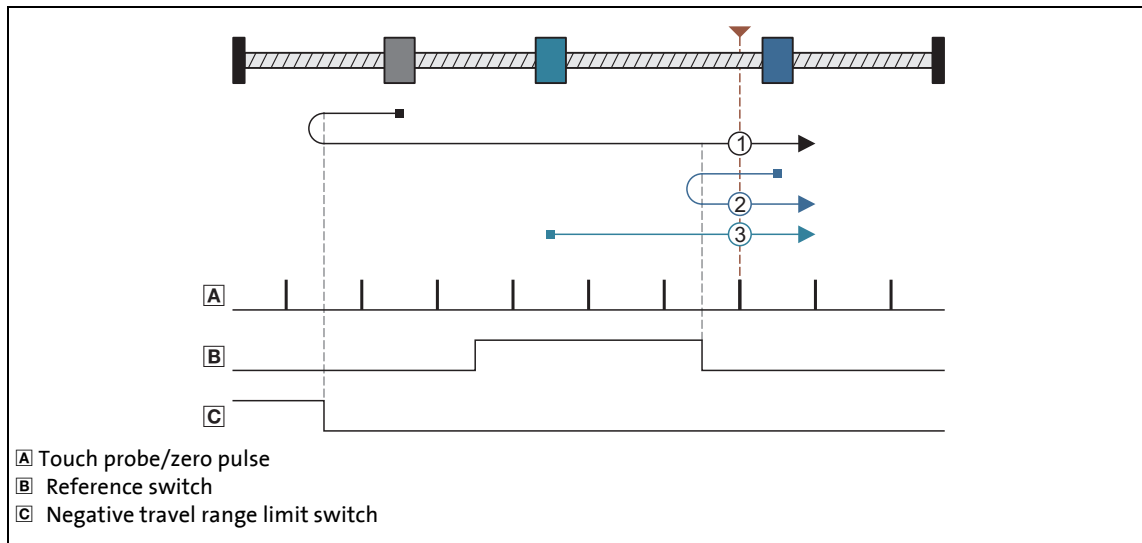 1
2
3
A
B
C
A Touch probe/zero pulse
B Reference switch
C Negative travel range limit switch